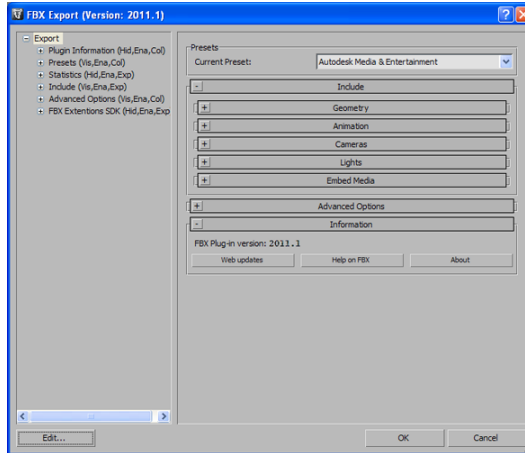 FBX Export (Version: 2011.1)
Export
Plugin Information (Hid,Ena,Col)
Presets (Vis,Ena,Col)
Statistics (Hid,Ena,Exp)
Include (Vis,Ena,Exp)
Advanced Options (Vis,Ena,Col)
FBX Extentions SDK (Hid,Ena,Exp
Edit...
Presets
Current Preset:
Autodesk Media & Entertainment
- Include
+ Geometry
+ Animation
+ Cameras
+ Lights
+ Embed Media
+ Advanced Options
- Information
FBX Plug-in version: 2011.1
Web updates
Help on FBX
About
OK
Cancel